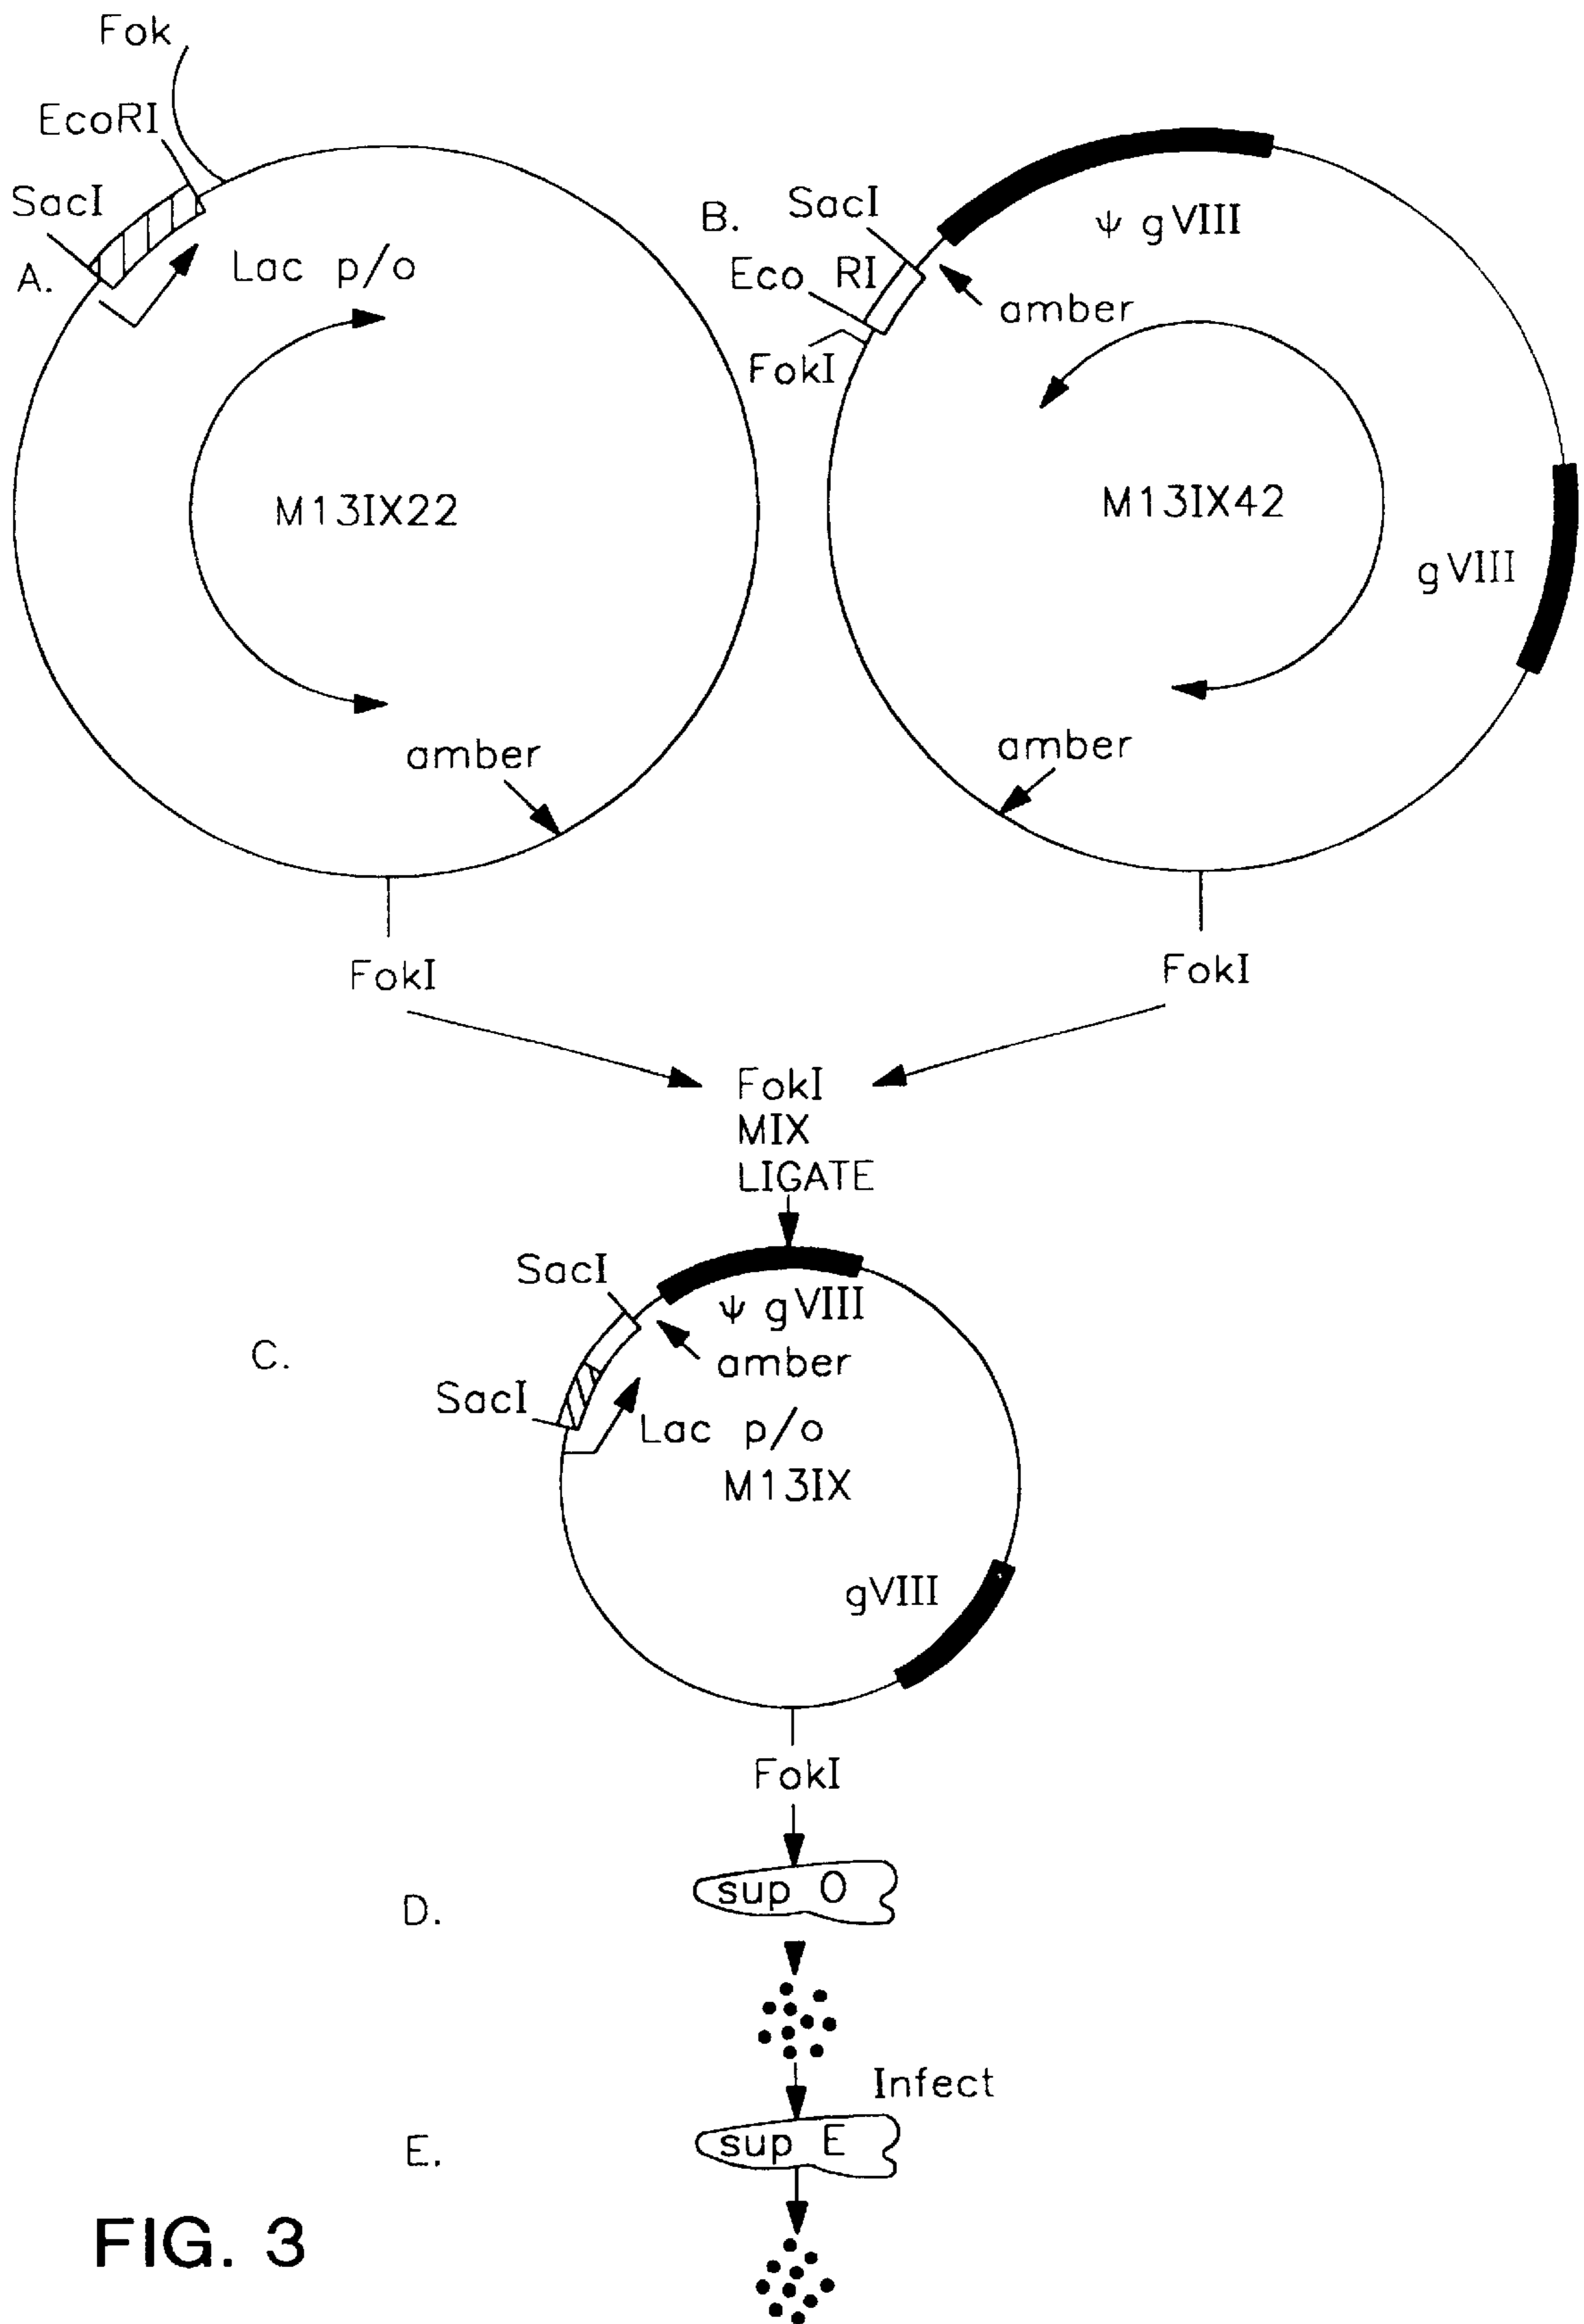 Fok
EcoRI
SacI
A.
Lac p/o
M13IX22
amber
FokI
B.
SacI
Eco RI
FokI
ψ gVIII
amber
M13IX42
gVIII
amber
FokI
FokI
MIX
LIGATE
C.
SacI
SacI
ψ gVIII
amber
Lac p/o
M13IX
gVIII
FokI
D.
sup O
Infect
E.
sup E
FIG. 3